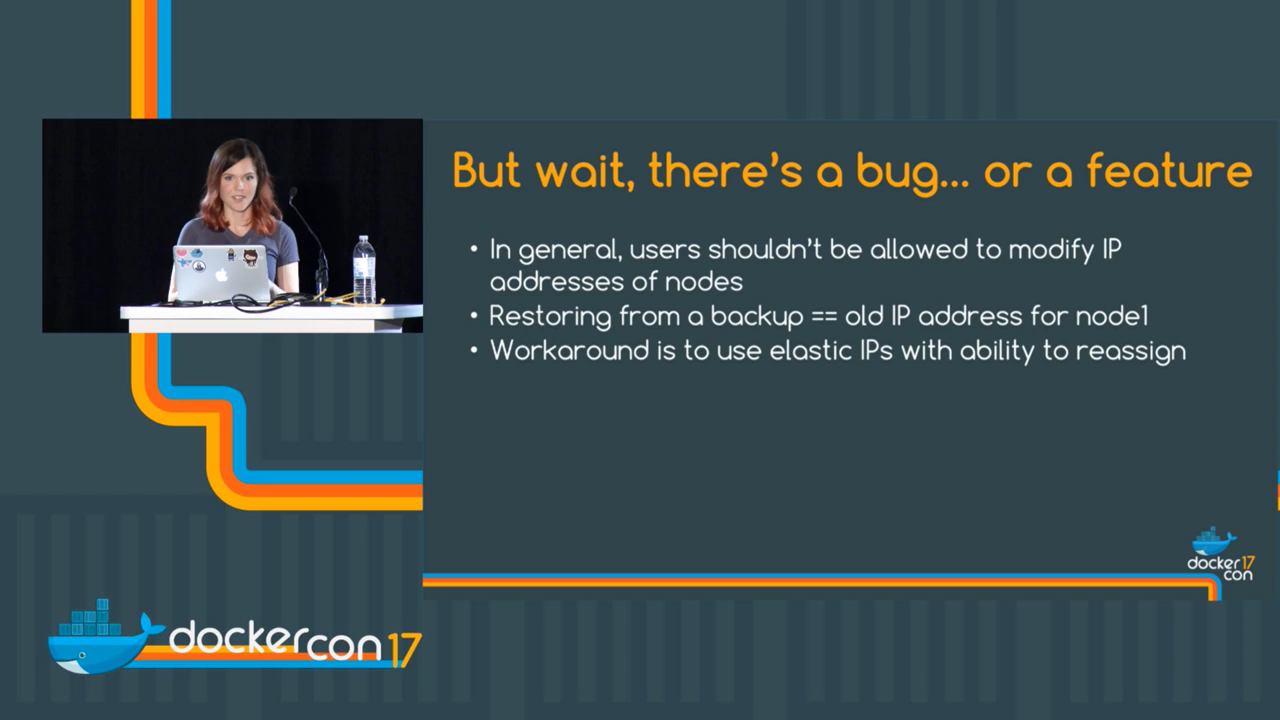 But wait, there's a bug... or a feature
• In general, users shouldn't be allowed to modify IP
addresses of nodes
• Restoring from a backup == old IP address for node1
• Workaround is to use elastic IPs with ability to reassign
docker 17
con
dockercon 17